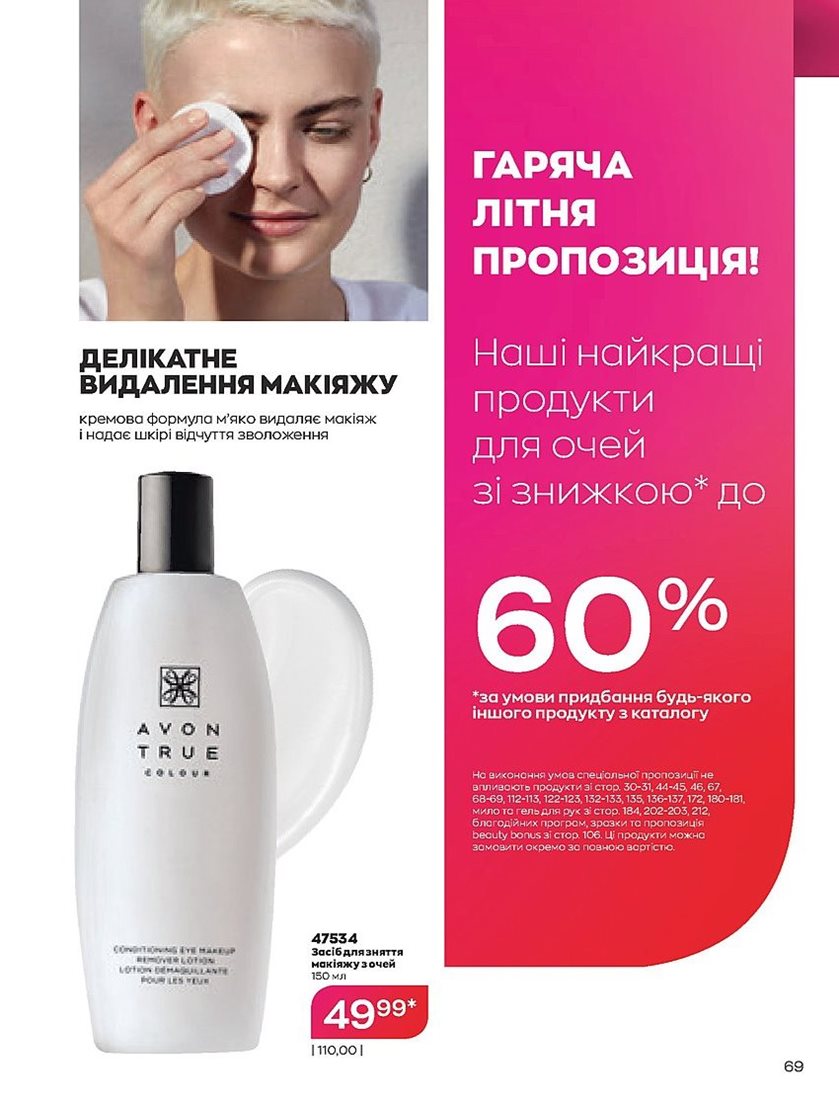 ДЕЛІКАТНЕ
ВИДАЛЕННЯ МАКІЯЖУ
кремова формула м'яко видаляє макіяж
і надає шкірі відчуття зволоження
AVON
TRUE
COLOUR
CONDITIONING EYE MAKEUP
REMOVER LOTION
LOTION DÉMAQUILLANTE
POUR LES YEUX
47534
Засіб для зняття
макіяжу з очей
150 мл
4999*
| 110,00 |
ГАРЯЧА
ЛІТНЯ
ПРОПОЗИЦІЯ!
Наші найкращі
продукти
для очей
зі знижкою* до
60%
*за умови придбання будь-якого
іншого продукту з каталогу
На виконання умов спеціальної пропозиції не
впливають продукти зі стор. 30-31, 44-45, 46, 67,
68-69, 112-113, 122-123, 132-133, 135, 136-137, 172, 180-181,
мило та гель для рук зі стор. 184, 202-203, 212,
благодійних програм, зразки та пропозиція
beauty bonus зі стор. 106. Ці продукти можна
замовити окремо за повною вартістю.
69